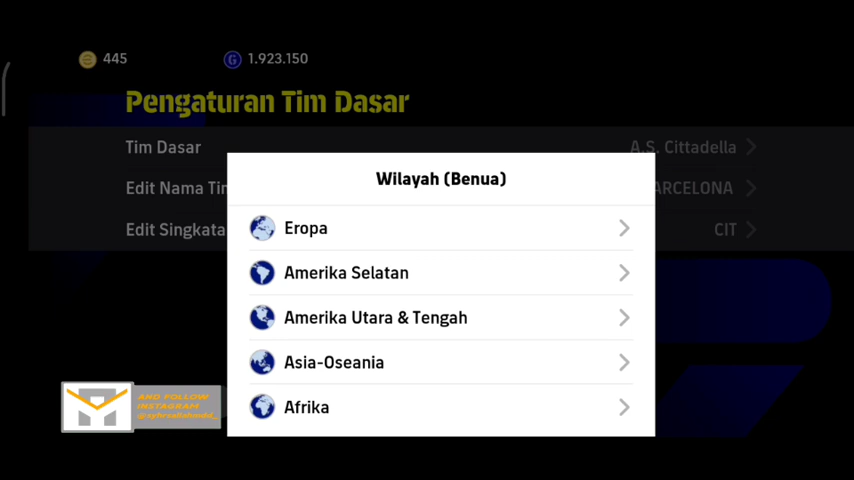 445
1.923.150
Pengaturan Tim Dasar
Tim Dasar
A.S. Cittadella
Edit Nama Tim
ARCELONA
Edit Singkata
CIT
Wilayah (Benua)
Eropa
Amerika Selatan
Amerika Utara & Tengah
Asia-Oseania
Afrika
AND FOLLOW
INSTAGRAM